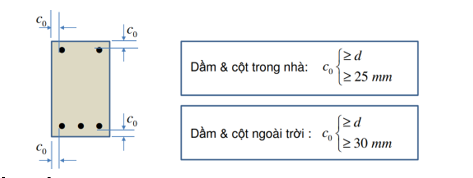 c₀
c₀
c₀
c₀
Dầm & cột trong nhà: c₀ { ≥ d
≥ 25 mm
Dầm & cột ngoài trời : c₀ { ≥ d
≥ 30 mm